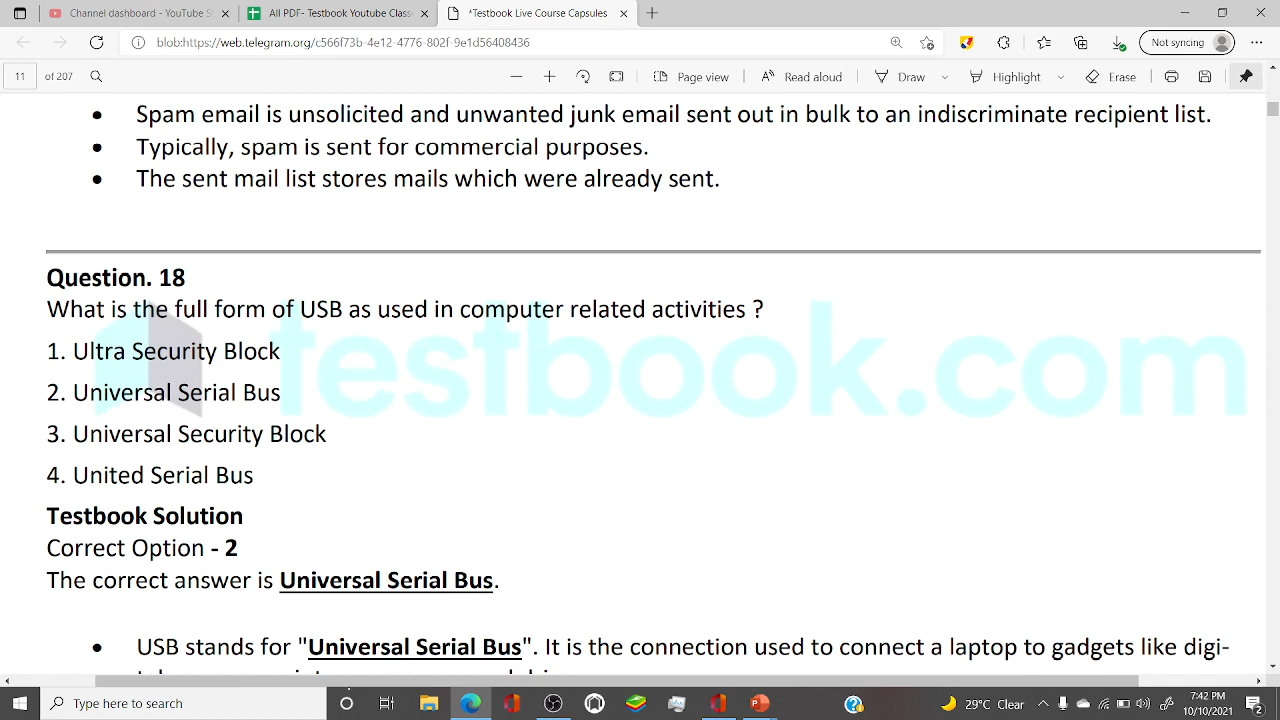 Channel dashboard - YouTube S
All PDF- Testbook Youtube Class
*Testbook Live Course Capsules
blob:https://web.telegram.org/c566f73b-4e12-4776-802f-9e1d56408436
Not syncing
11 of 207
Page view
Read aloud
Draw
Highlight
Erase
• Spam email is unsolicited and unwanted junk email sent out in bulk to an indiscriminate recipient list.
• Typically, spam is sent for commercial purposes.
• The sent mail list stores mails which were already sent.
Question. 18
What is the full form of USB as used in computer related activities ?
testbook.com
1. Ultra Security Block
2. Universal Serial Bus
3. Universal Security Block
4. United Serial Bus
Testbook Solution
Correct Option - 2
The correct answer is Universal Serial Bus.
• USB stands for "Universal Serial Bus". It is the connection used to connect a laptop to gadgets like digi-
Type here to search
29°C Clear
7:42 PM
10/10/2021
2